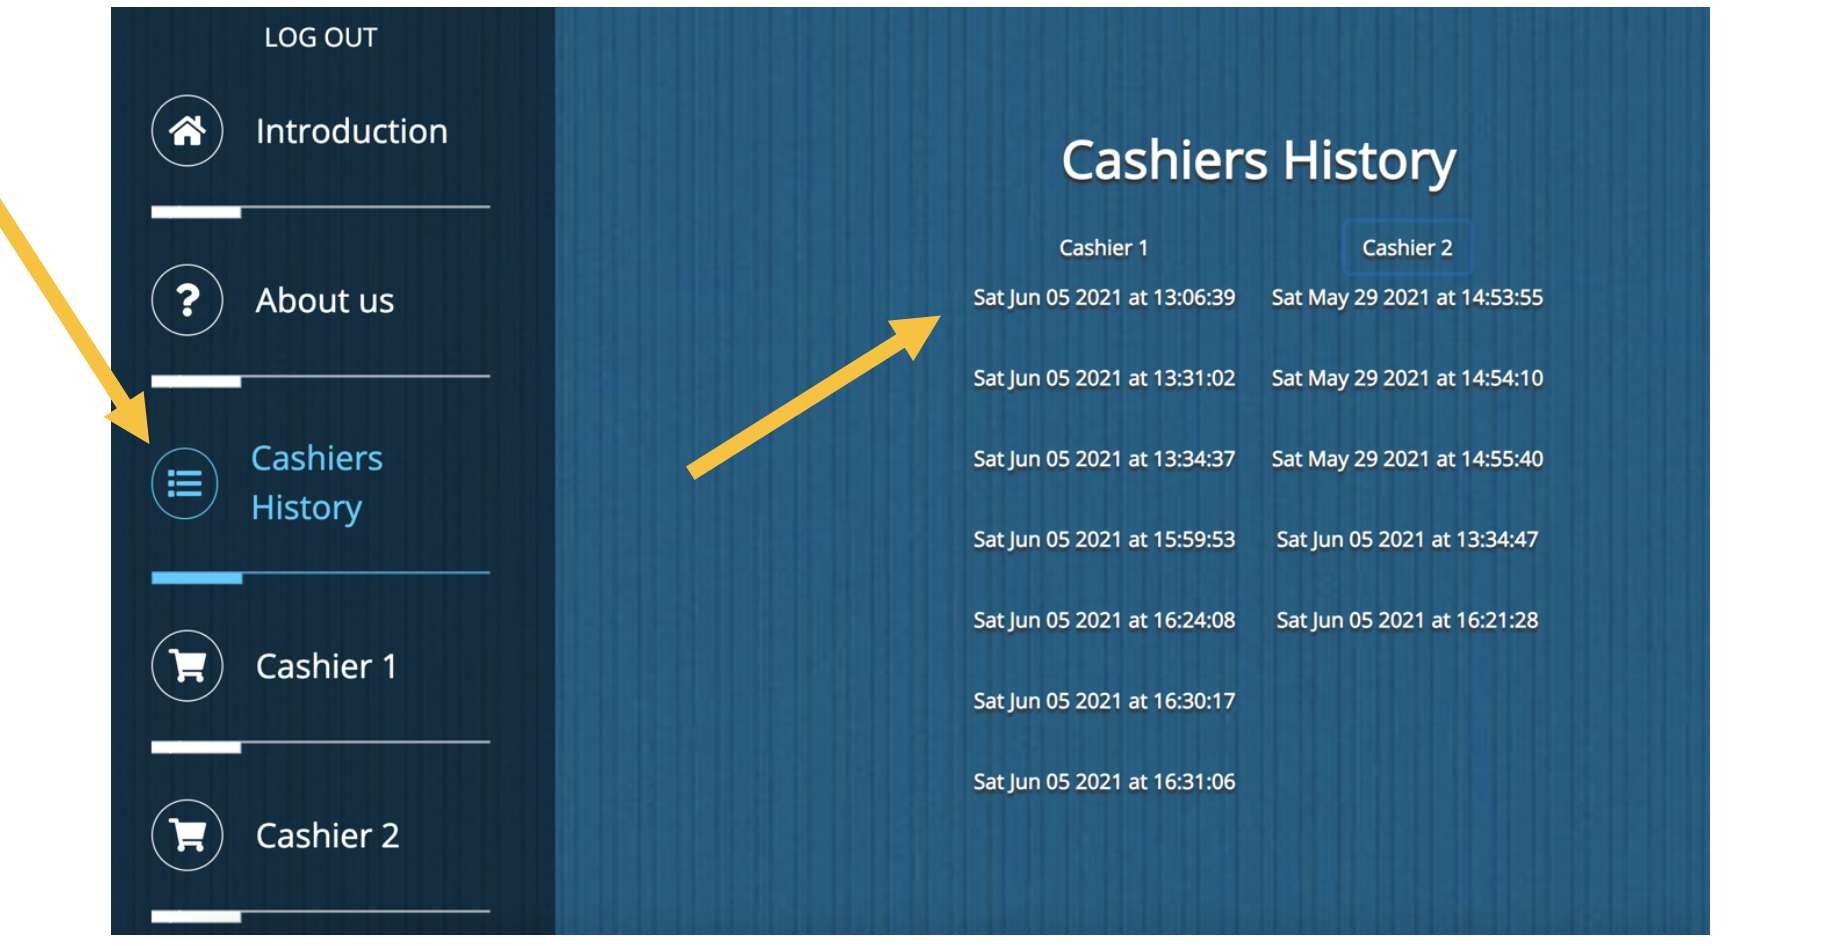 LOG OUT
Introduction
About us
Cashiers
History
Cashier 1
Cashier 2
Cashiers History
Cashier 1 Cashier 2
Sat Jun 05 2021 at 13:06:39 Sat May 29 2021 at 14:53:55
Sat Jun 05 2021 at 13:31:02 Sat May 29 2021 at 14:54:10
Sat Jun 05 2021 at 13:34:37 Sat May 29 2021 at 14:55:40
Sat Jun 05 2021 at 15:59:53 Sat Jun 05 2021 at 13:34:47
Sat Jun 05 2021 at 16:24:08 Sat Jun 05 2021 at 16:21:28
Sat Jun 05 2021 at 16:30:17
Sat Jun 05 2021 at 16:31:06